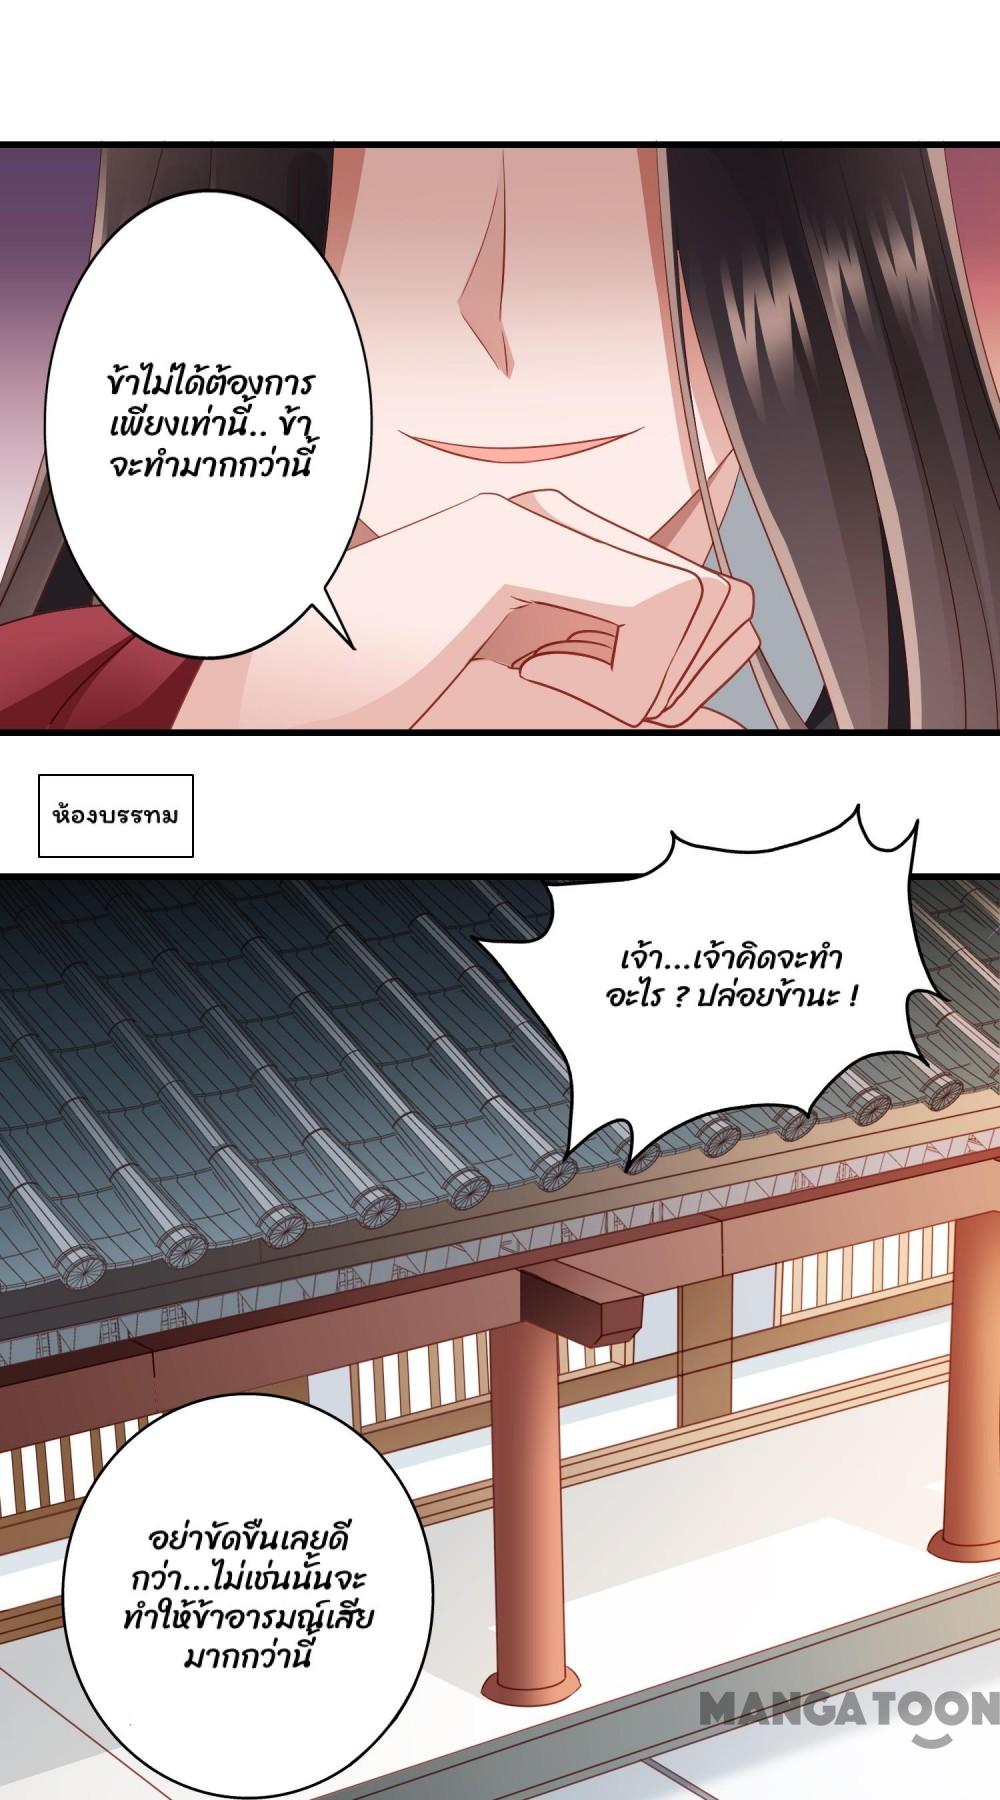 ข้าไม่ได้ต้องการ
เพียงเท่านี้.. ข้า
จะทำมากกว่านี้
ห้องบรรทม
เจ้า...เจ้าคิดจะทำ
อะไร ? ปล่อยข้านะ !
อย่าขัดขืนเลยดี
กว่า...ไม่เช่นนั้นจะ
ทำให้ข้าอารมณ์เสีย
มากกว่านี้
MANGATOON